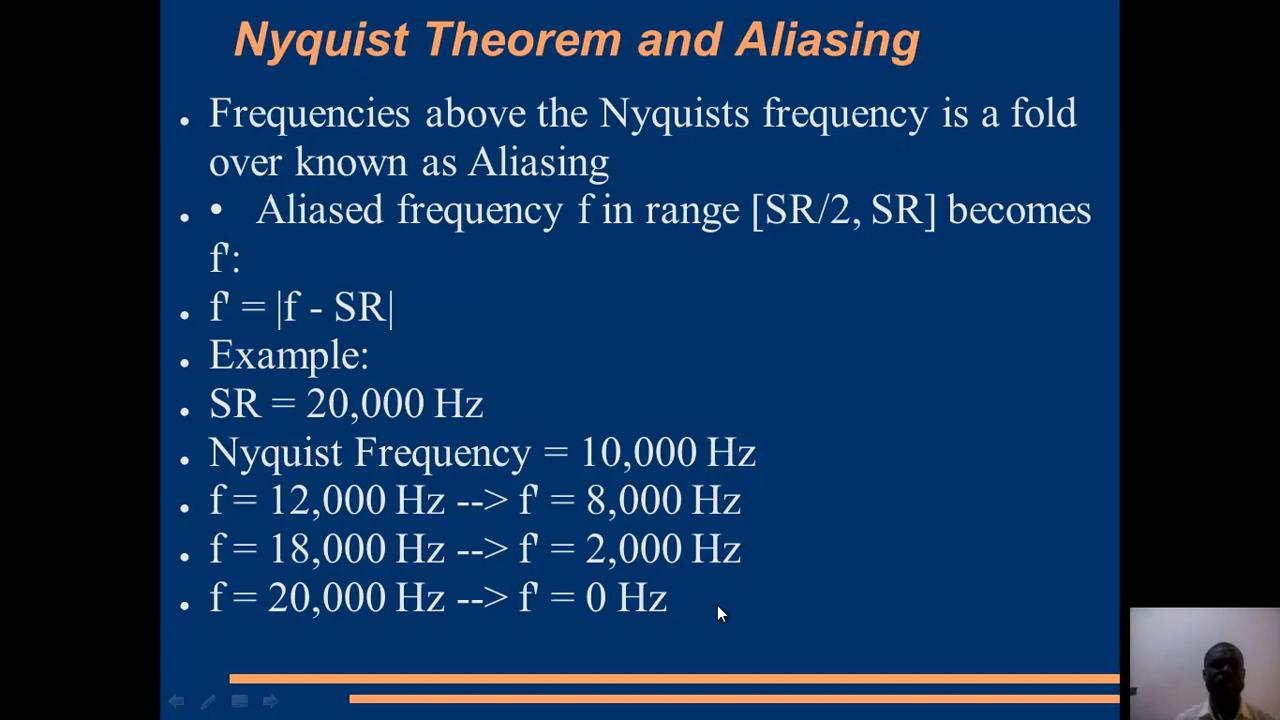 Nyquist Theorem and Aliasing
• Frequencies above the Nyquists frequency is a fold
over known as Aliasing
• • Aliased frequency f in range [SR/2, SR] becomes
f':
• f' = |f - SR|
• Example:
• SR = 20,000 Hz
• Nyquist Frequency = 10,000 Hz
• f = 12,000 Hz --> f' = 8,000 Hz
• f = 18,000 Hz --> f' = 2,000 Hz
• f = 20,000 Hz --> f' = 0 Hz